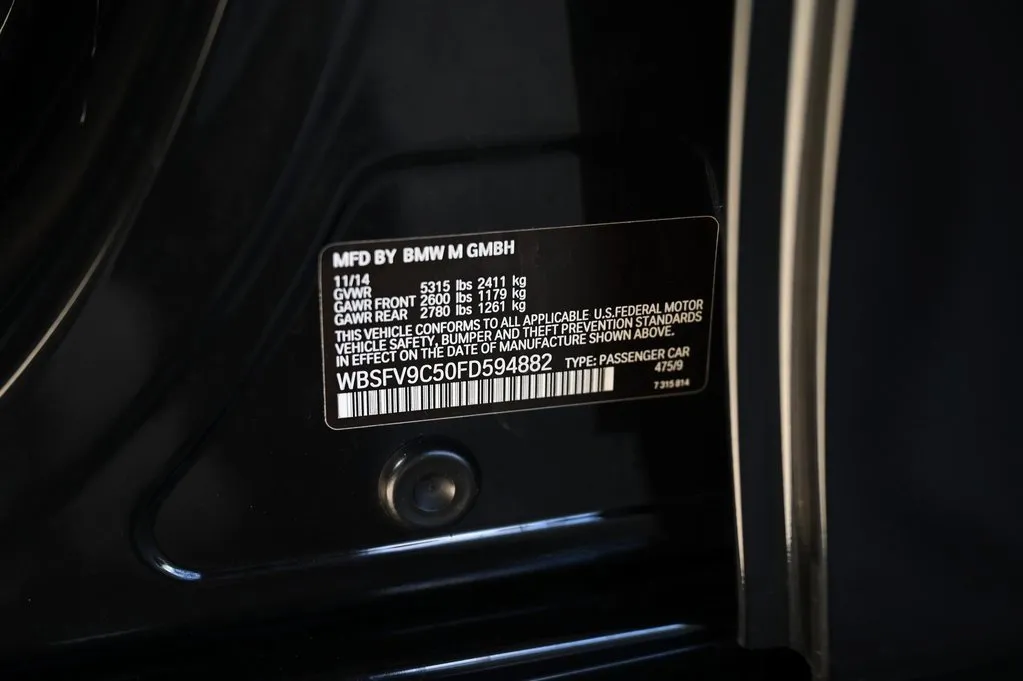 MFD BY BMW M GMBH
11/14
GVWR 5315 lbs 2411 kg
GAWR FRONT 2600 lbs 1179 kg
GAWR REAR 2780 lbs 1261 kg
THIS VEHICLE CONFORMS TO ALL APPLICABLE U.S.FEDERAL MOTOR
VEHICLE SAFETY, BUMPER AND THEFT PREVENTION STANDARDS
IN EFFECT ON THE DATE OF MANUFACTURE SHOWN ABOVE.
WBSFV9C50FD594882 TYPE: PASSENGER CAR
475/9
7 315 814